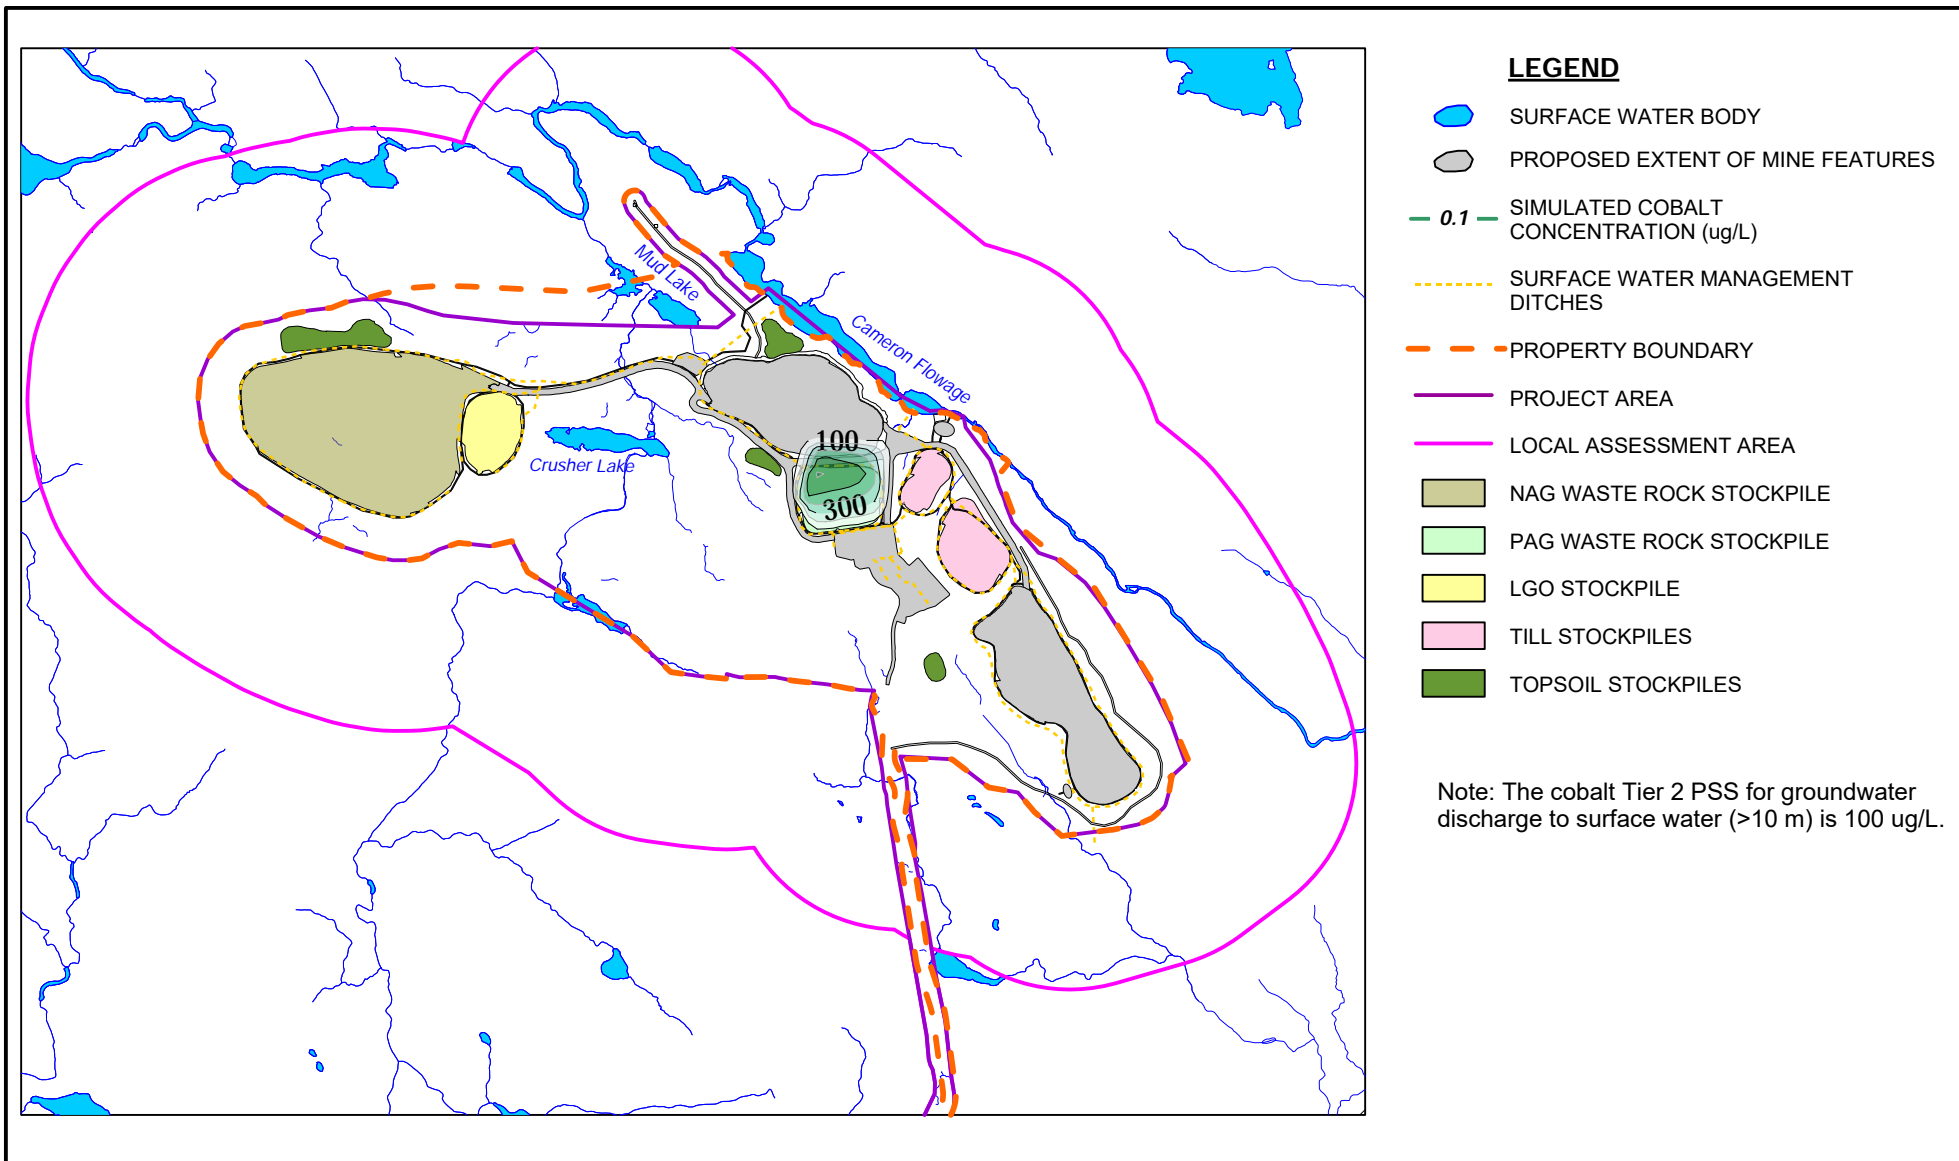 LEGEND
SURFACE WATER BODY
PROPOSED EXTENT OF MINE FEATURES
0.1
SIMULATED COBALT
CONCENTRATION (ug/L)
SURFACE WATER MANAGEMENT
DITCHES
PROPERTY BOUNDARY
PROJECT AREA
LOCAL ASSESSMENT AREA
NAG WASTE ROCK STOCKPILE
PAG WASTE ROCK STOCKPILE
LGO STOCKPILE
TILL STOCKPILES
TOPSOIL STOCKPILES
Note: The cobalt Tier 2 PSS for groundwater
discharge to surface water (>10 m) is 100 ug/L.
Mud Lake
Cameron Flowage
Crusher Lake
100
300